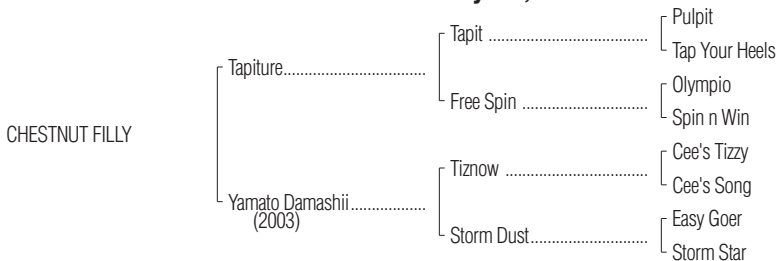 Pulpit
Tapit ......................................................
Tap Your Heels
Tapiture................................
Olympio
Free Spin ..........................................
Spin n Win
CHESTNUT FILLY
Cee's Tizzy
Tiznow ................................................
Cee's Song
Yamato Damashii.................
(2003)
Easy Goer
Storm Dust........................................
Storm Star